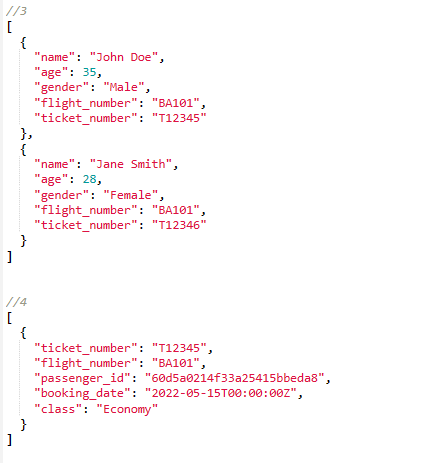 //3
[
  {
    "name": "John Doe",
    "age": 35,
    "gender": "Male",
    "flight_number": "BA101",
    "ticket_number": "T12345"
  },
  {
    "name": "Jane Smith",
    "age": 28,
    "gender": "Female",
    "flight_number": "BA101",
    "ticket_number": "T12346"
  }
]
//4
[
  {
    "ticket_number": "T12345",
    "flight_number": "BA101",
    "passenger_id": "60d5a0214f33a25415bbeda8",
    "booking_date": "2022-05-15T00:00:00Z",
    "class": "Economy"
  }
]